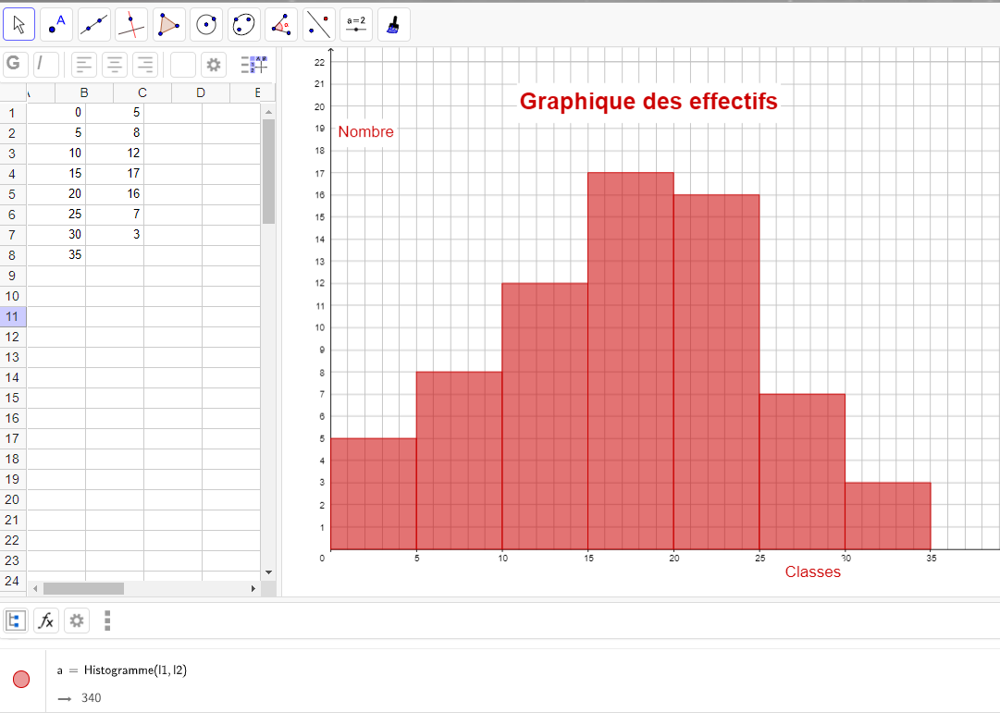 A
a=2
G I
A B C D E
1 0 5
2 5 8
3 10 12
4 15 17
5 20 16
6 25 7
7 30 3
8 35
9
10
11
12
13
14
15
16
17
18
19
20
21
22
23
24
Graphique des effectifs
Nombre
22
21
20
19
18
17
16
15
14
13
12
11
10
9
8
7
6
5
4
3
2
1
0 5 10 15 20 25 30 35
Classes
fx
a = Histogramme(l1, l2)
→ 340